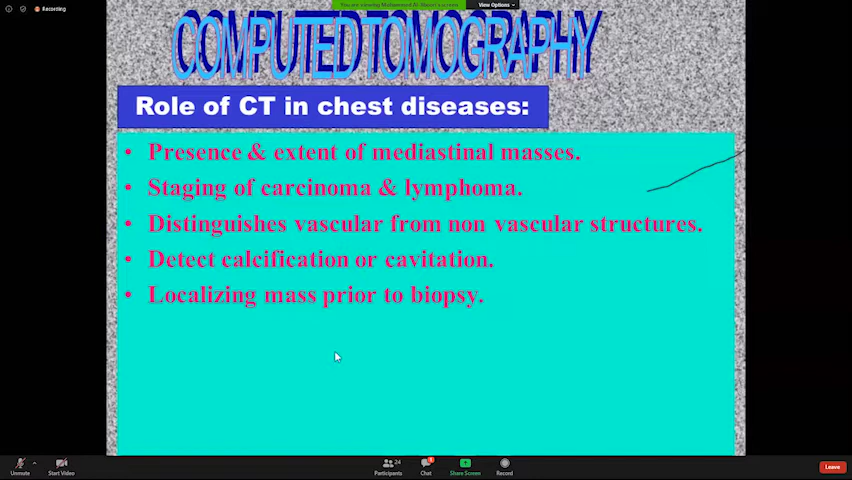 Recording
View Options
COMPUTED TOMOGRAPHY
Role of CT in chest diseases:
• Presence & extent of mediastinal masses.
• Staging of carcinoma & lymphoma.
• Distinguishes vascular from non vascular structures.
• Detect calcification or cavitation.
• Localizing mass prior to biopsy.
Unmute
Start Video
Participants
24
Chat
Share Screen
Record
Leave